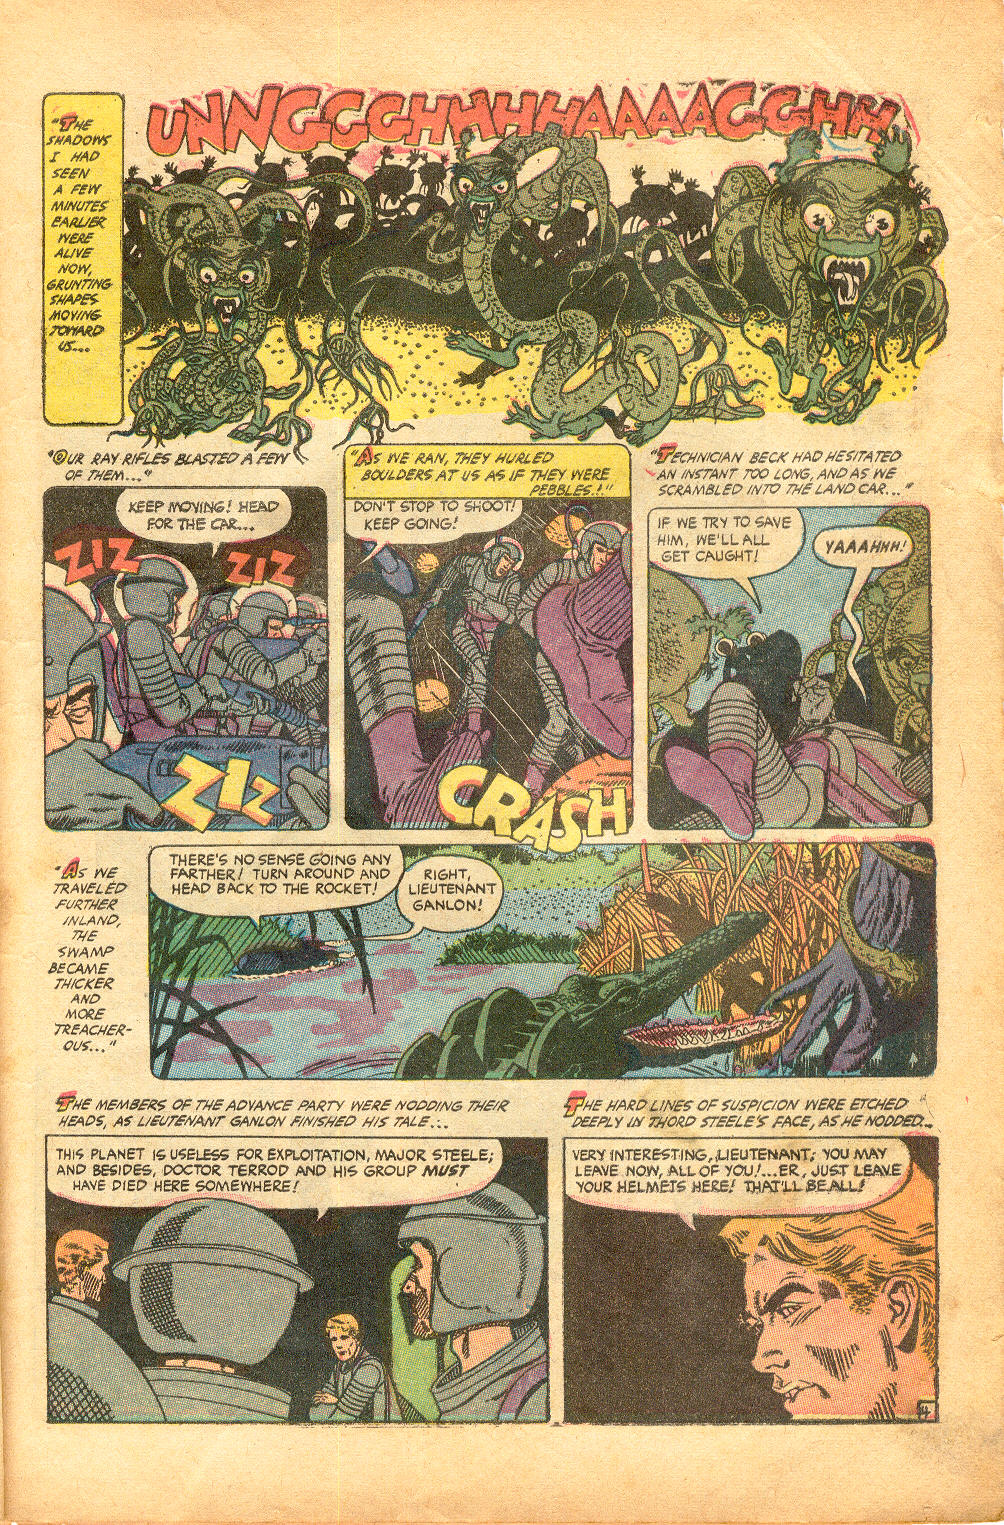 "THE
SHADOWS
I HAD
SEEN
A FEW
MINUTES
EARLIER
WERE
ALIVE
NOW,
GRUNTING
SHAPES
MOVING
TOWARD
US...
UNNGGGGHHHHHAAAAAGGGHH
"OUR RAY RIFLES BLASTED A FEW
OF THEM..."
KEEP MOVING! HEAD
FOR THE CAR...
ZIZ
ZIZ
ZIZ
"AS WE RAN, THEY HURLED
BOULDERS AT US AS IF THEY WERE
PEBBLES!"
DON'T STOP TO SHOOT!
KEEP GOING!
CRASH
"TECHNICIAN BECK HAD HESITATED
AN INSTANT TOO LONG, AND AS WE
SCRAMBLED INTO THE LAND CAR..."
IF WE TRY TO SAVE
HIM, WE'LL ALL
GET CAUGHT!
YAAAHHH!
"AS WE
TRAVELED
FURTHER
INLAND,
THE
SWAMP
BECAME
THICKER
AND
MORE
TREACHER-
OUS..."
THERE'S NO SENSE GOING ANY
FARTHER! TURN AROUND AND
HEAD BACK TO THE ROCKET!
RIGHT,
LIEUTENANT
GANLON!
THE MEMBERS OF THE ADVANCE PARTY WERE NODDING THEIR
HEADS, AS LIEUTENANT GANLON FINISHED HIS TALE...
THIS PLANET IS USELESS FOR EXPLOITATION, MAJOR STEELE;
AND BESIDES, DOCTOR TERROD AND HIS GROUP MUST
HAVE DIED HERE SOMEWHERE!
THE HARD LINES OF SUSPICION WERE ETCHED
DEEPLY IN THORD STEELE'S FACE, AS HE NODDED...
VERY INTERESTING, LIEUTENANT; YOU MAY
LEAVE NOW, ALL OF YOU!...ER, JUST LEAVE
YOUR HELMETS HERE! THAT'LL BE ALL!
14